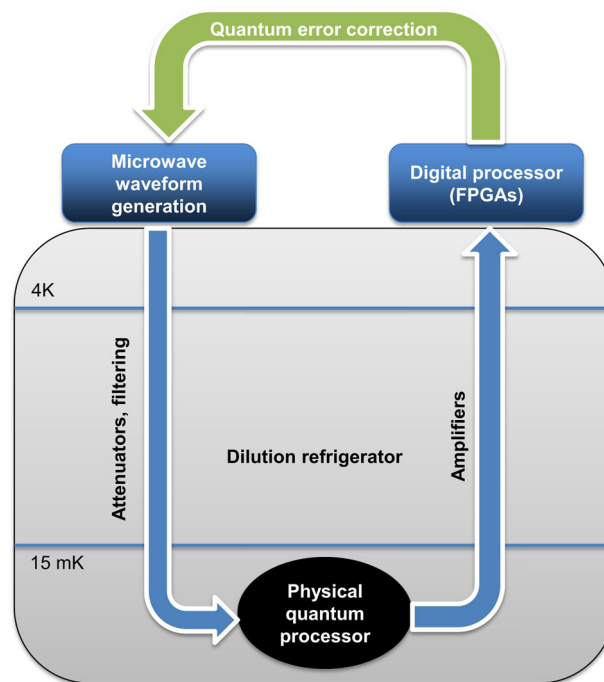 Quantum error correction
Microwave
waveform
generation
Digital processor
(FPGAs)
4K
Attenuators, filtering
Dilution refrigerator
Amplifiers
15 mK
Physical
quantum
processor